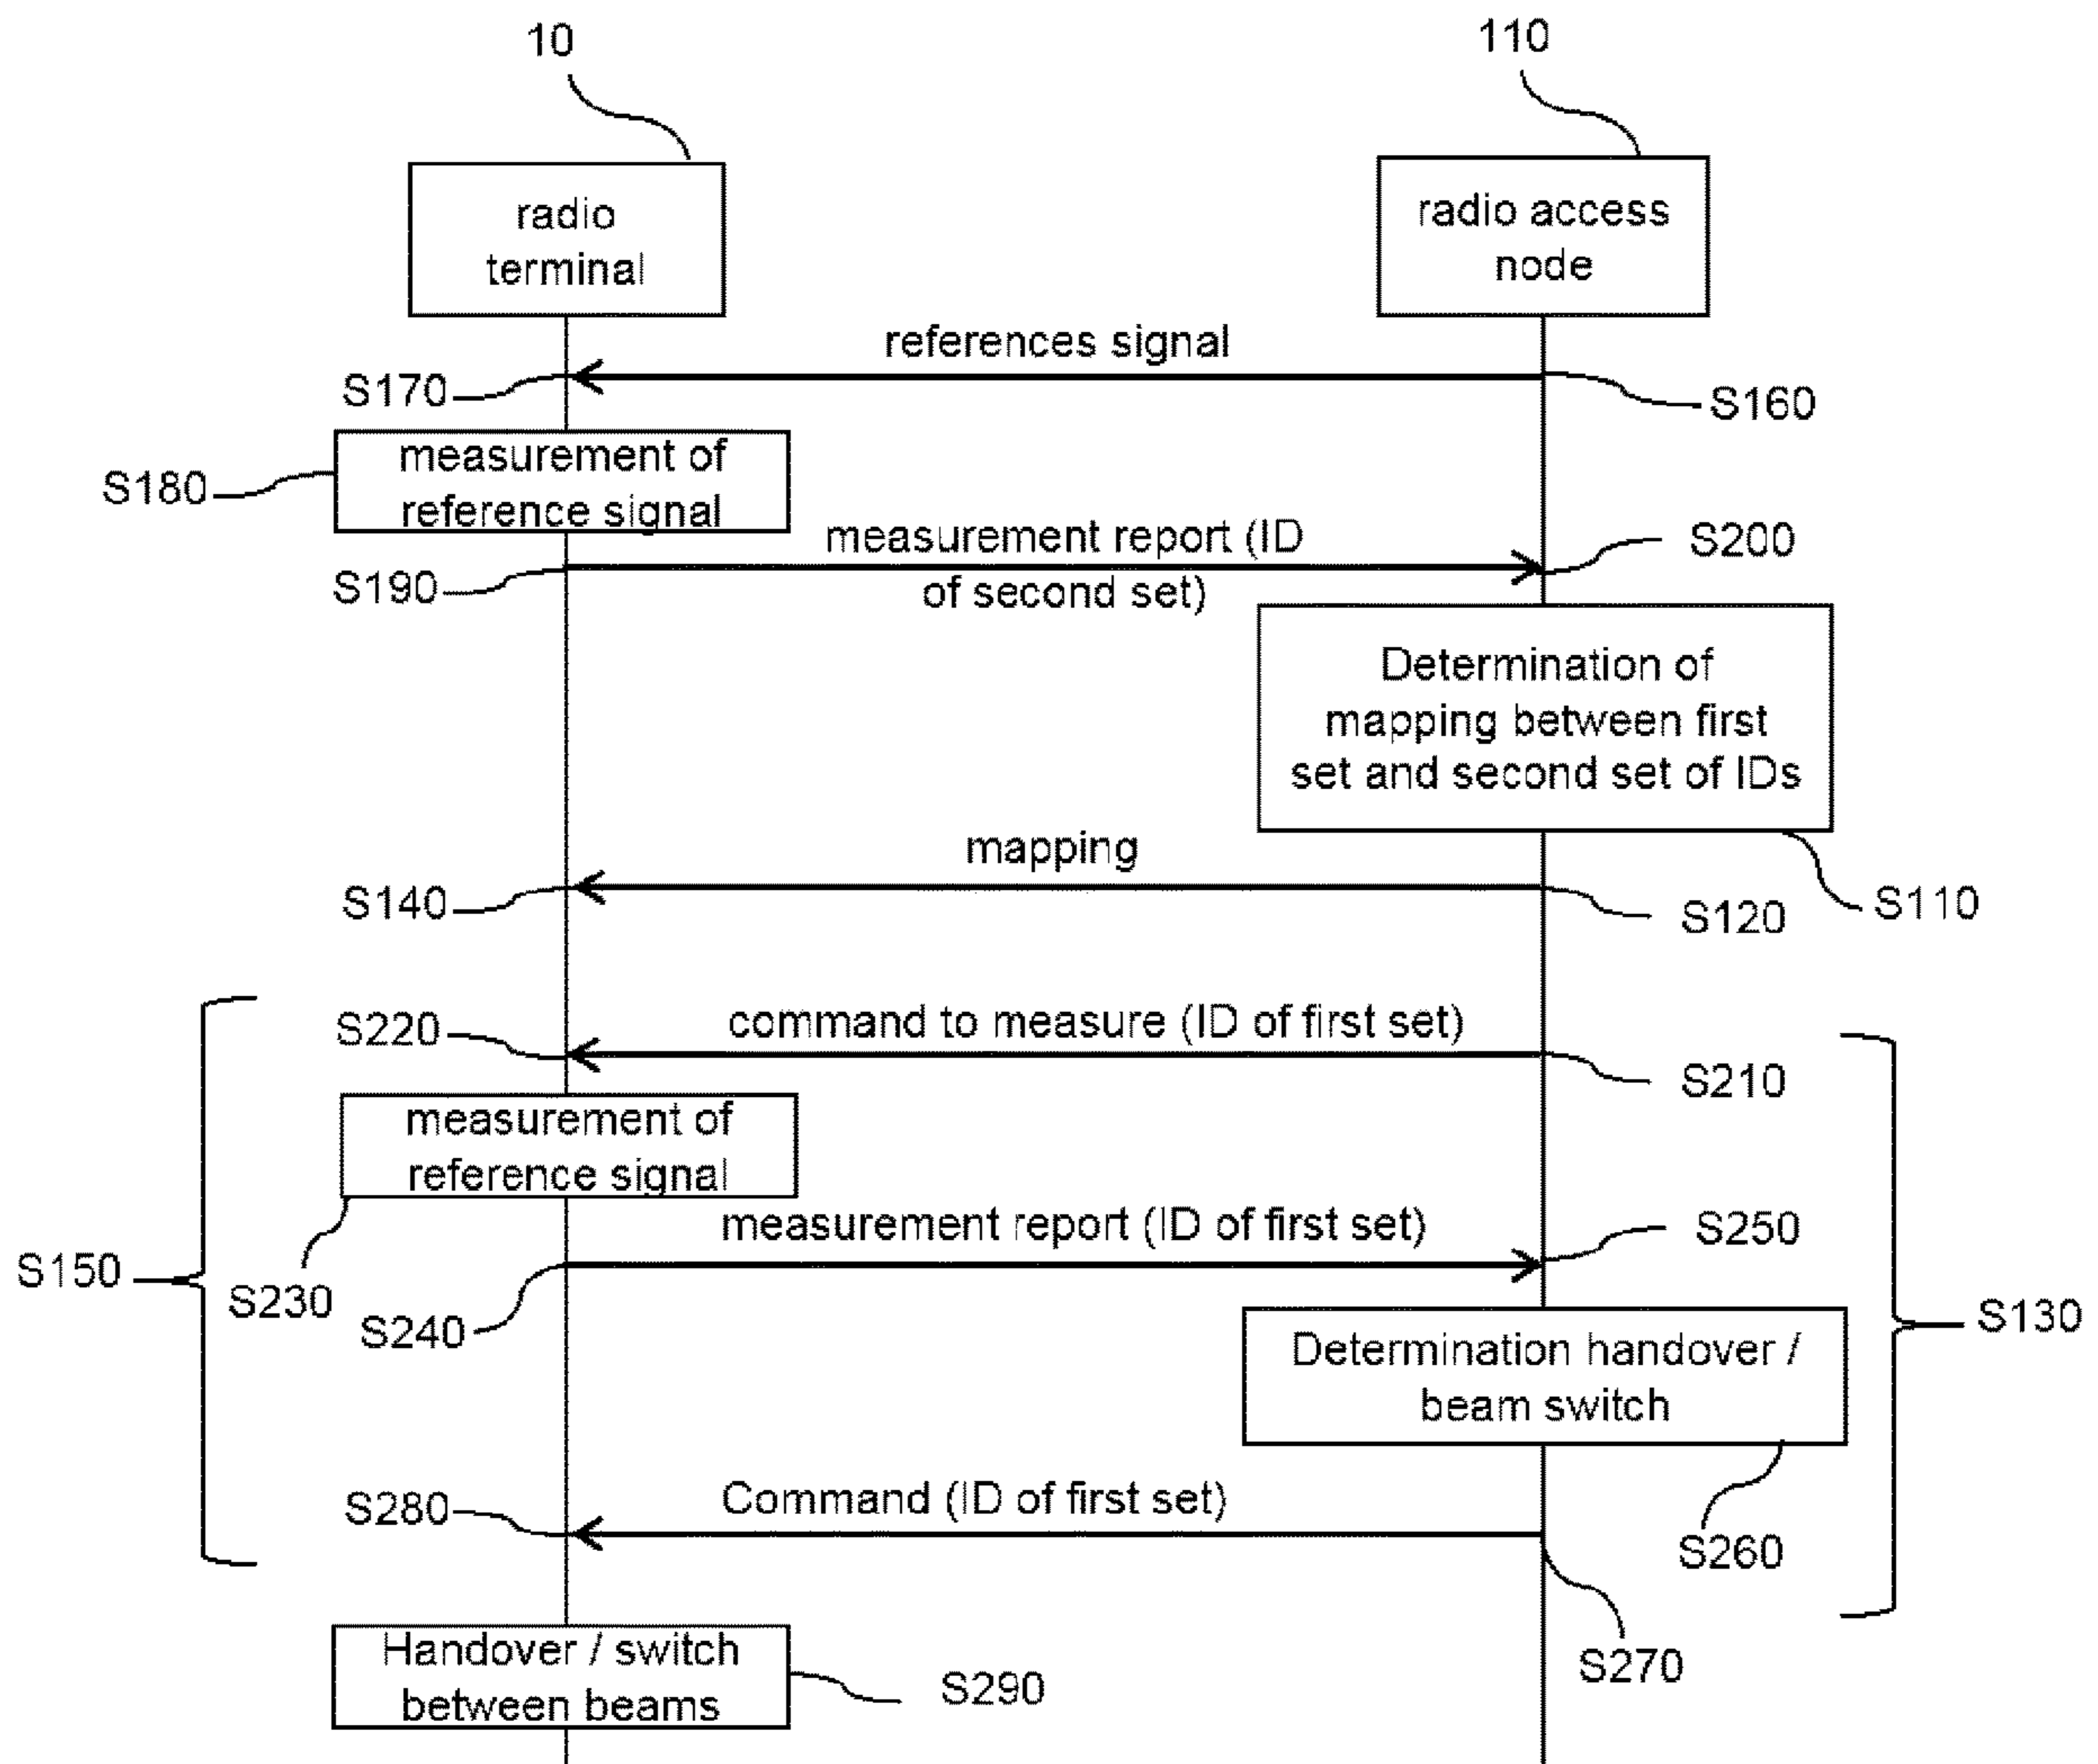 10
110
radio
terminal
radio access
node
references signal
S170
S160
measurement of
reference signal
S180
measurement report (ID
of second set)
S190
S200
Determination of
mapping between first
set and second set of IDs
S110
mapping
S140
S120
command to measure (ID of first set)
S220
S210
measurement of
reference signal
S230
measurement report (ID of first set)
S240
S250
S150
S130
Determination handover /
beam switch
S260
Command (ID of first set)
S280
S270
Handover / switch
between beams
S290